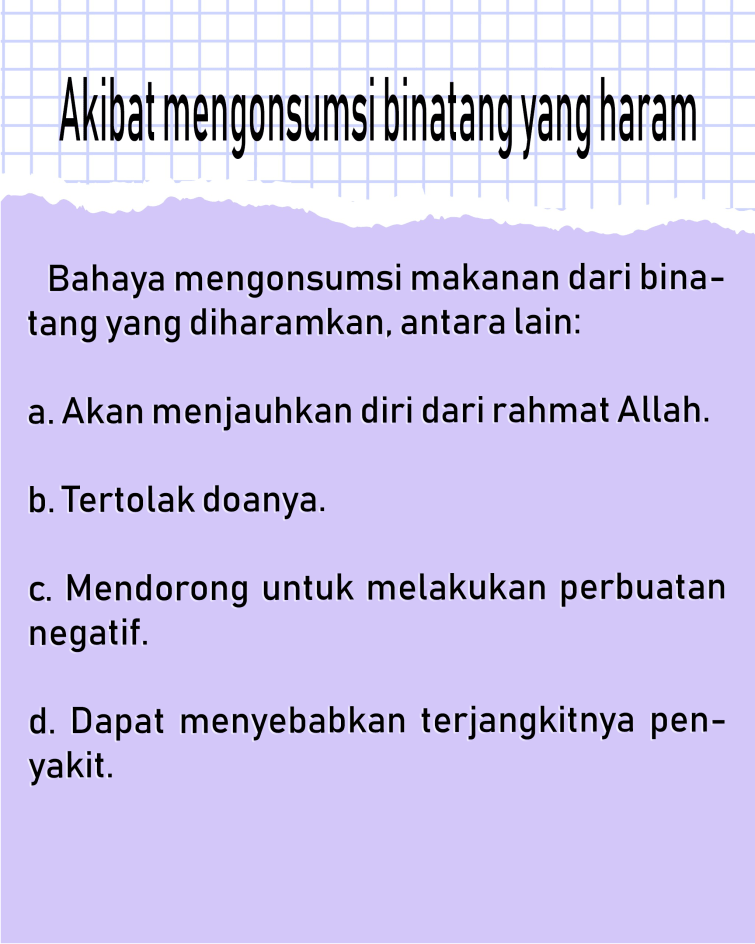 Akibat mengonsumsi binatang yang haram
Bahaya mengonsumsi makanan dari bina-
tang yang diharamkan, antara lain:
a. Akan menjauhkan diri dari rahmat Allah.
b. Tertolak doanya.
c. Mendorong untuk melakukan perbuatan
negatif.
d. Dapat menyebabkan terjangkitnya pen-
yakit.